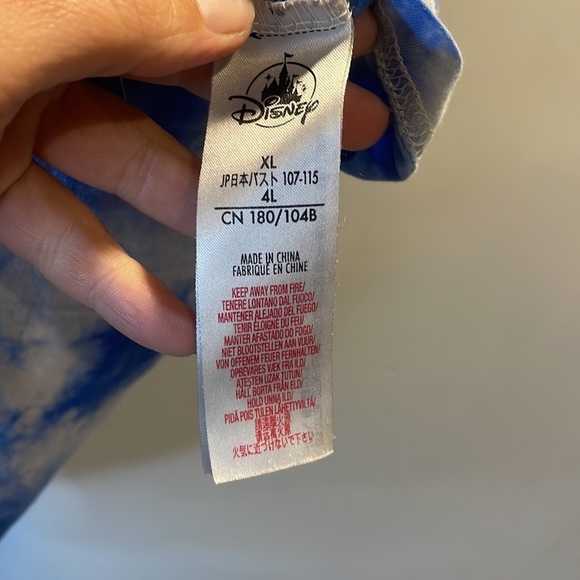 Disney
XL
JP日本バスト 107-115
4L
CN 180/104B
MADE IN CHINA
FABRIQUÉ EN CHINE
KEEP AWAY FROM FIRE/
TENERE LONTANO DAL FUOCO/
MANTENER ALEJADO DEL FUEGO/
TENIR ÉLOIGNÉ DU FEU/
MANTER AFASTADO DO FOGO/
NIET BLOOTSTELLEN AAN VUUR/
VON OFFENEM FEUER FERNHALTEN/
OPBEVARES VÆK FRA ILD/
ATEŞTEN UZAK TUTUN/
HÅLL BORTA FRÅN ELD/
HOLD UNNA ILD/
PIDÄ POIS TULEN LÄHETTYVILTÄ/
火気に近づけないで下さい